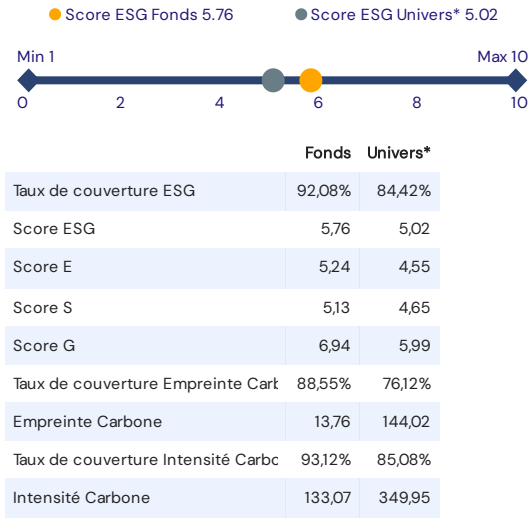 Score ESG Fonds 5.76 Score ESG Univers* 5.02
Min 1 Max 10
0 2 4 6 8 10
Fonds Univers*
Taux de couverture ESG 92,08% 84,42%
Score ESG 5,76 5,02
Score E 5,24 4,55
Score S 5,13 4,65
Score G 6,94 5,99
Taux de couverture Empreinte Cart 88,55% 76,12%
Empreinte Carbone 13,76 144,02
Taux de couverture Intensité Carbo 93,12% 85,08%
Intensité Carbone 133,07 349,95